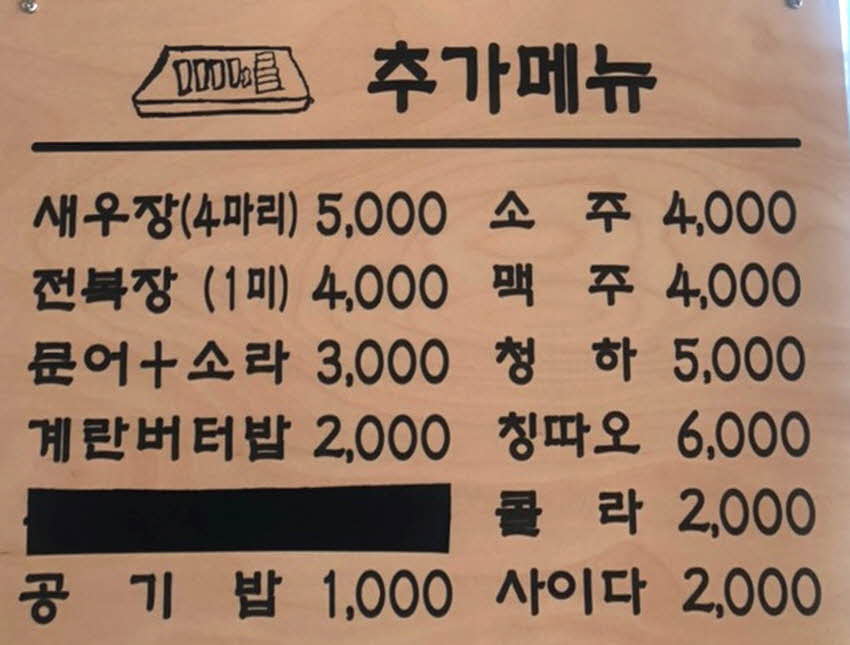 추가메뉴
새우장(4마리) 5,000 소 주 4,000
전복장 (1미) 4,000 맥 주 4,000
문어+소라 3,000 청 하 5,000
계란버터밥 2,000 칭따오 6,000
콜 라 2,000
공 기 밥 1,000 사이다 2,000